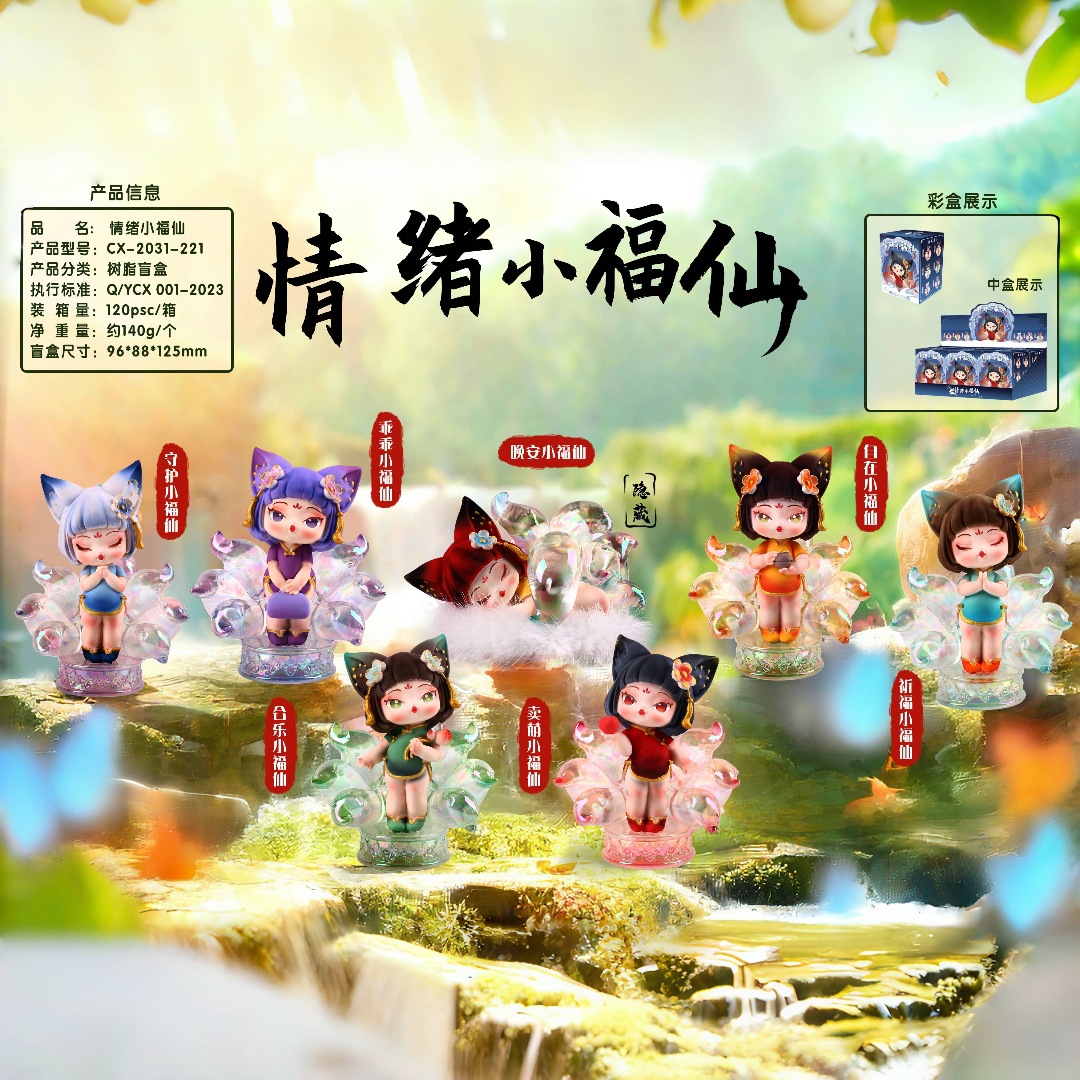 产品信息
品 名: 情绪小福仙
产品型号: CX-2031-221
产品分类: 树脂盲盒
执行标准: Q/YCX 001-2023
装 箱 量: 120psc/箱
净 重 量: 约140g/个
盲盒尺寸: 96*88*125mm
情绪小福仙
彩盒展示
中盒展示
守护小福仙
乖乖小福仙
晚安小福仙
隐藏
自在小福仙
合乐小福仙
卖萌小福仙
祈福小福仙